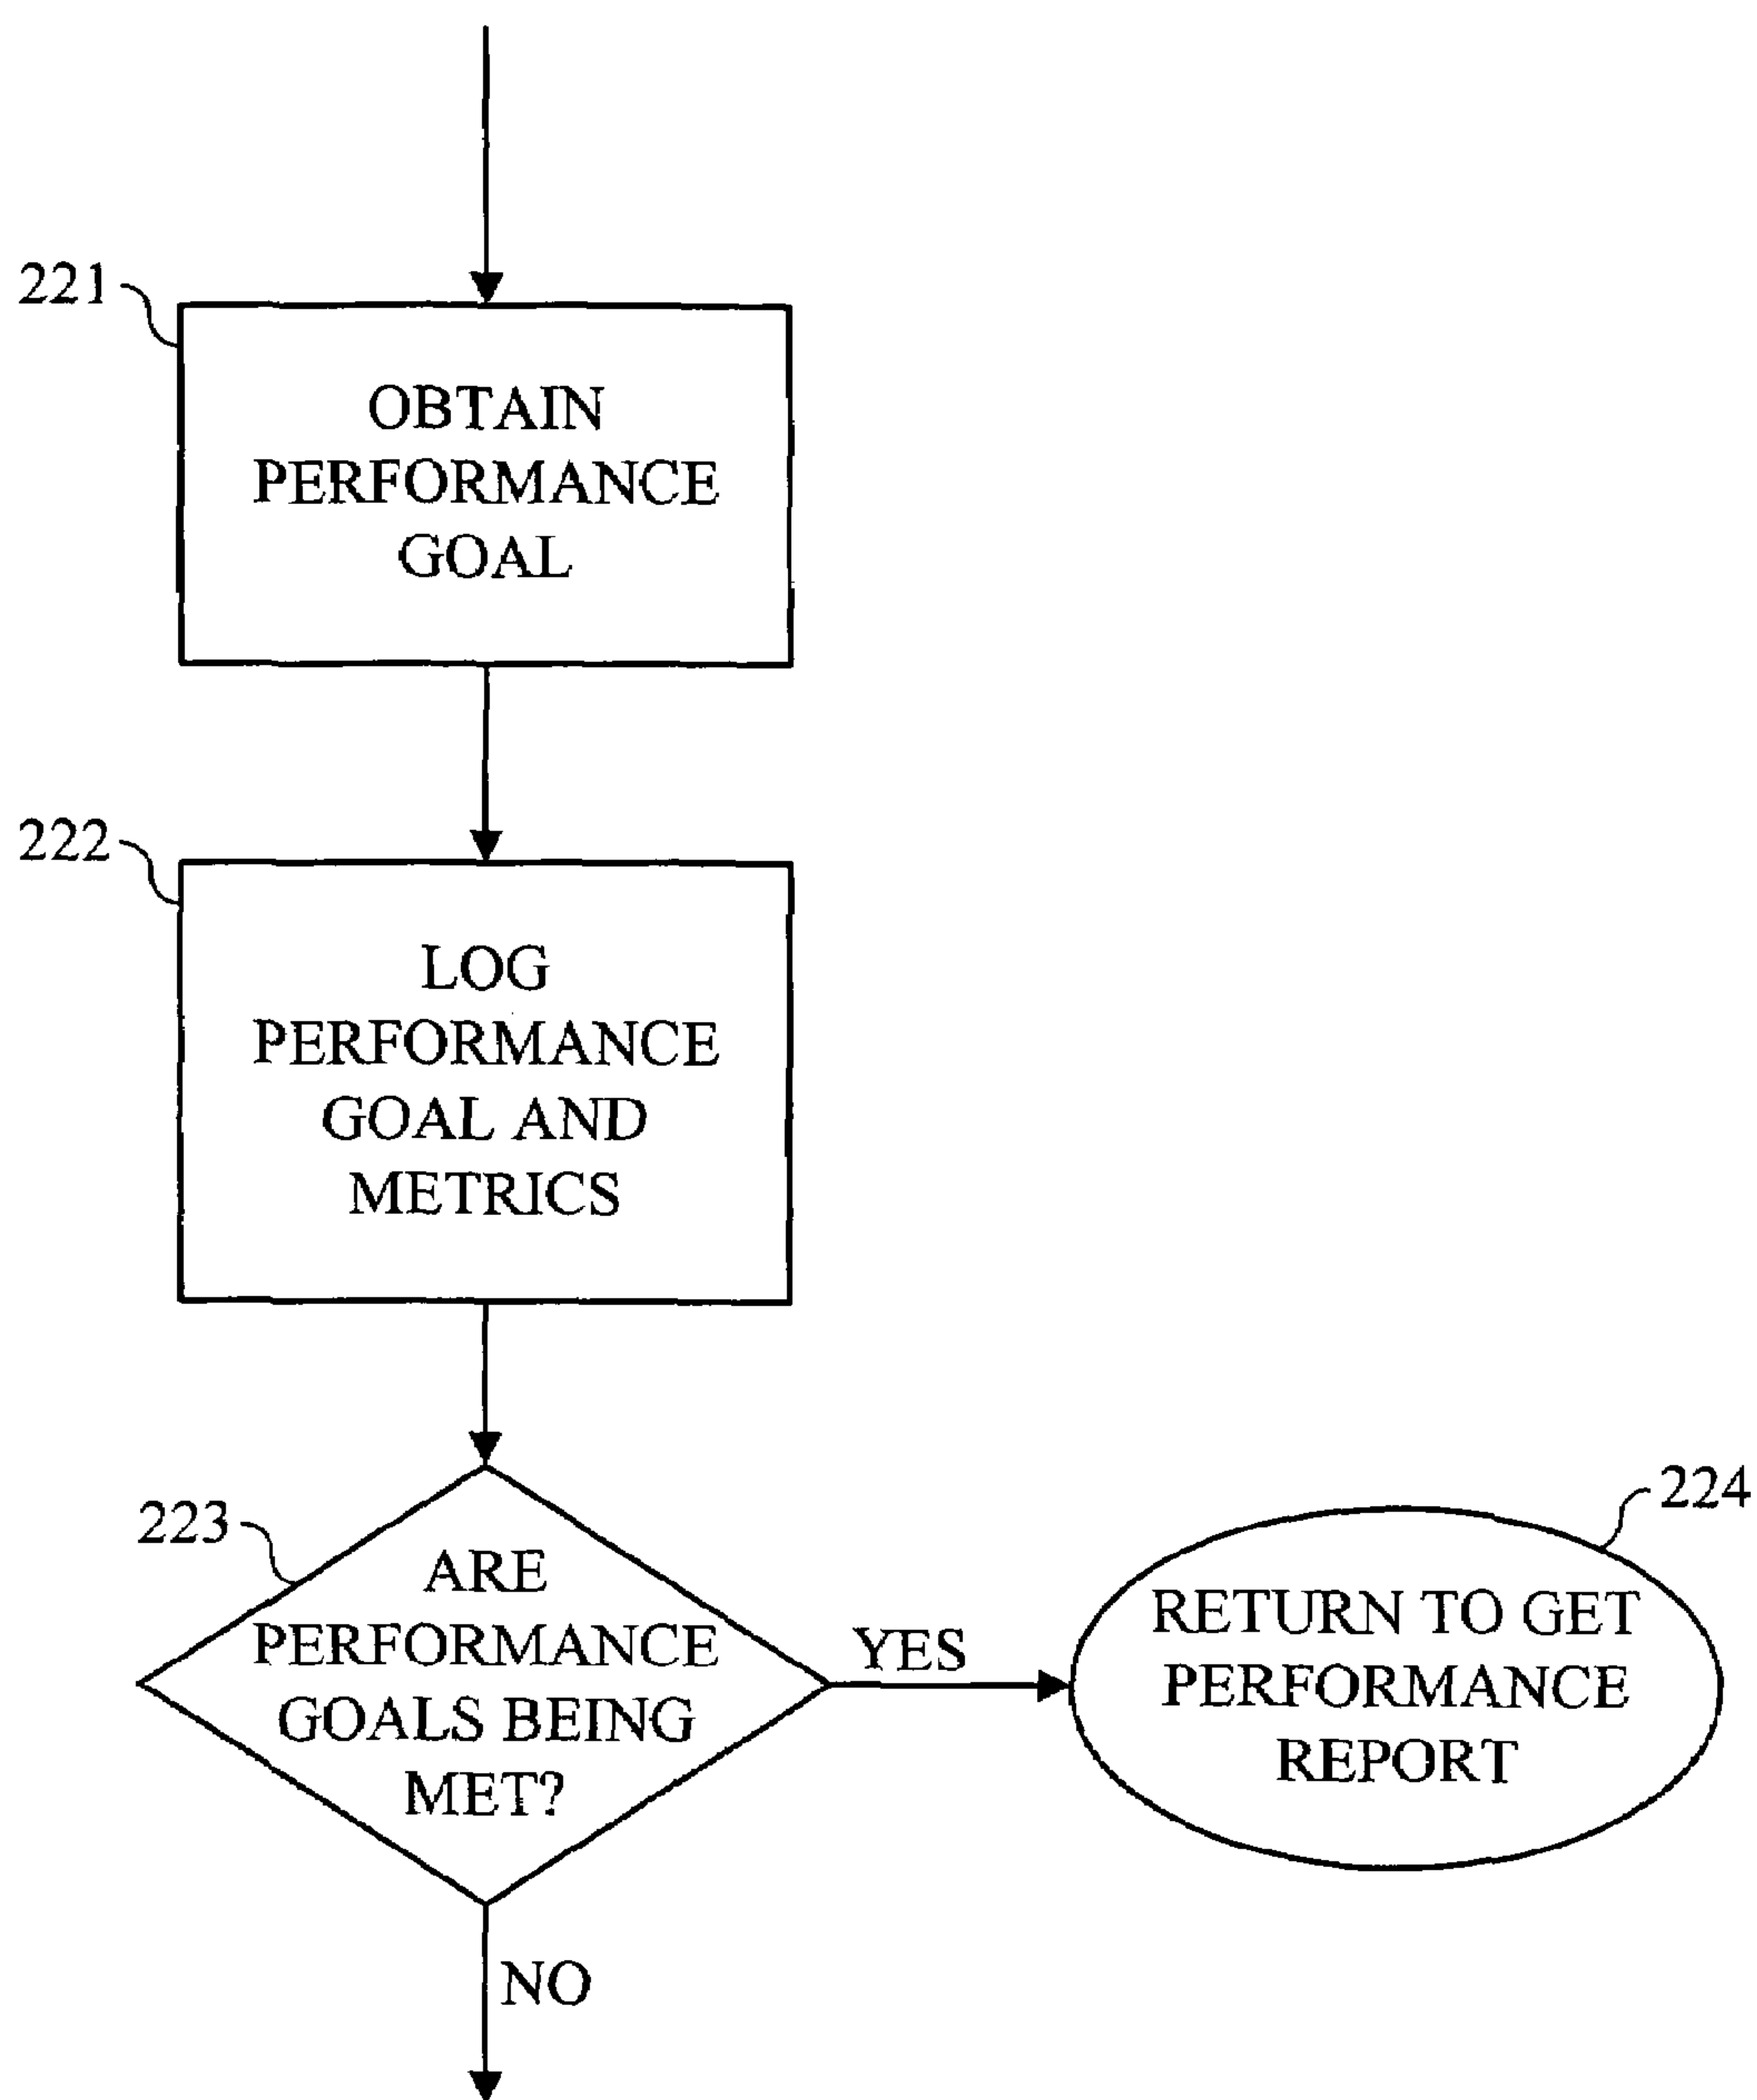 221
OBTAIN
PERFORMANCE
GOAL
222
LOG
PERFORMANCE
GOAL AND
METRICS
223
ARE
PERFORMANCE
GOALS BEING
MET?
YES
224
RETURN TO GET
PERFORMANCE
REPORT
NO